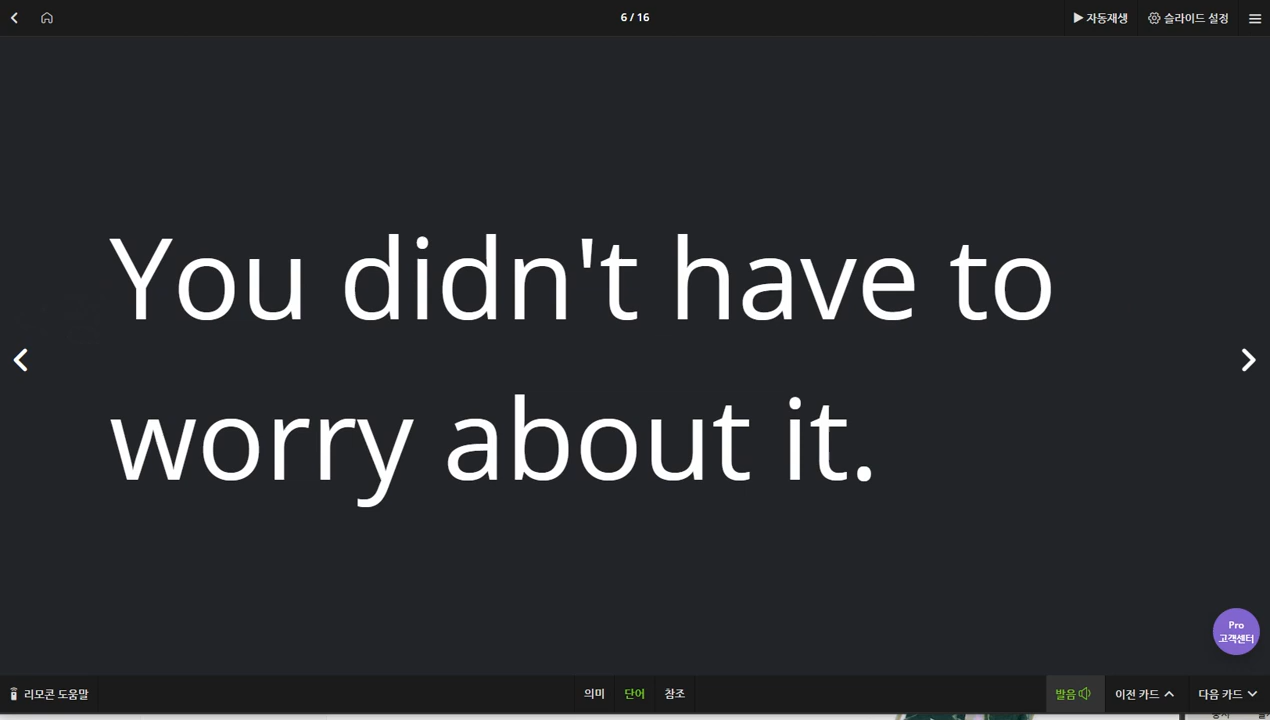 6 / 16
자동재생
슬라이드 설정
You didn't have to
worry about it.
Pro
고객센터
리모콘 도움말
의미
단어
참조
발음
이전 카드
다음 카드